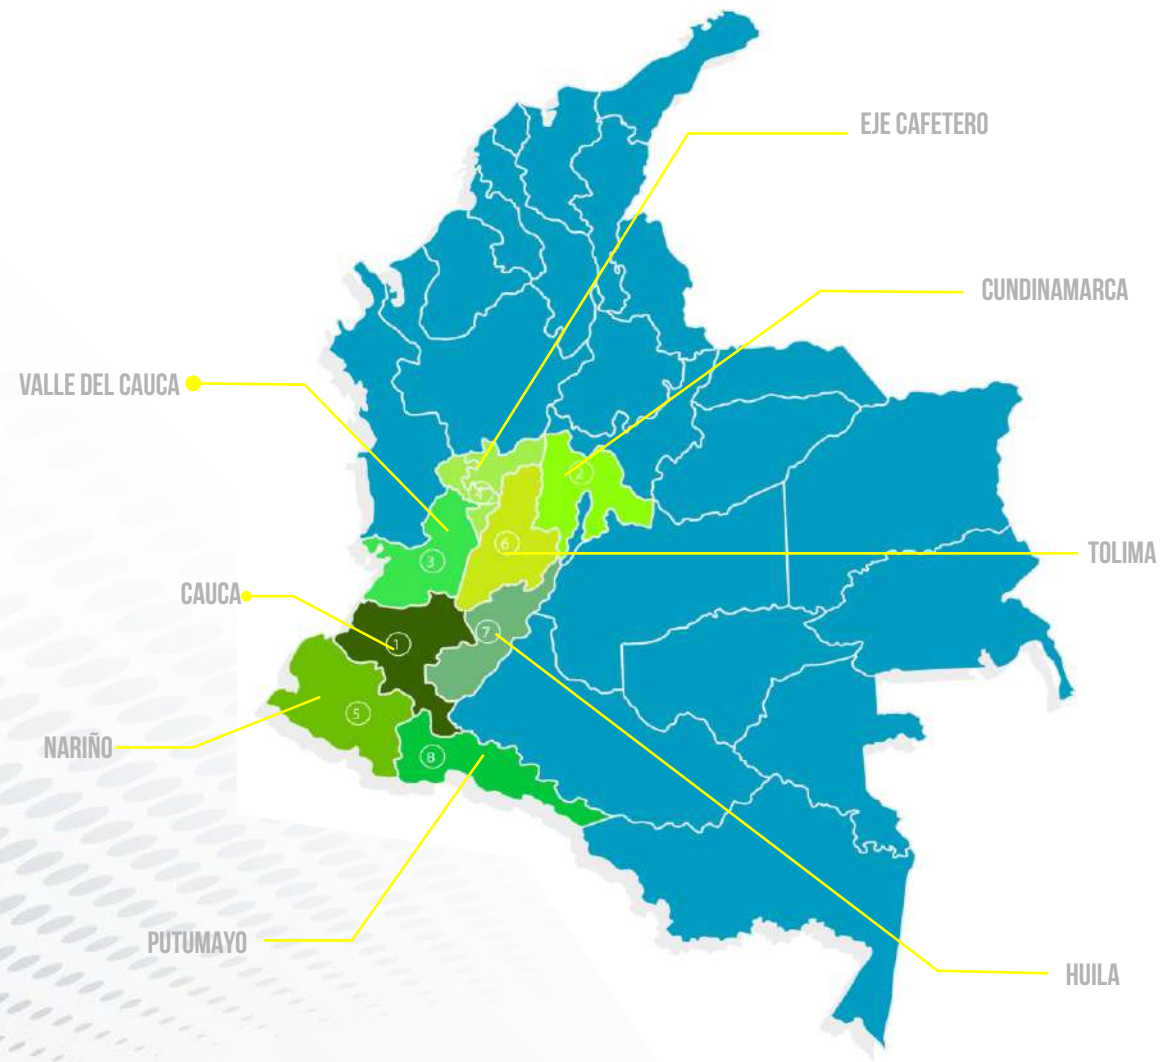 EJE CAFETERO
CUNDINAMARCA
VALLE DEL CAUCA
2
4
6
TOLIMA
3
CAUCA
7
1
5
NARIÑO
8
PUTUMAYO
HUILA